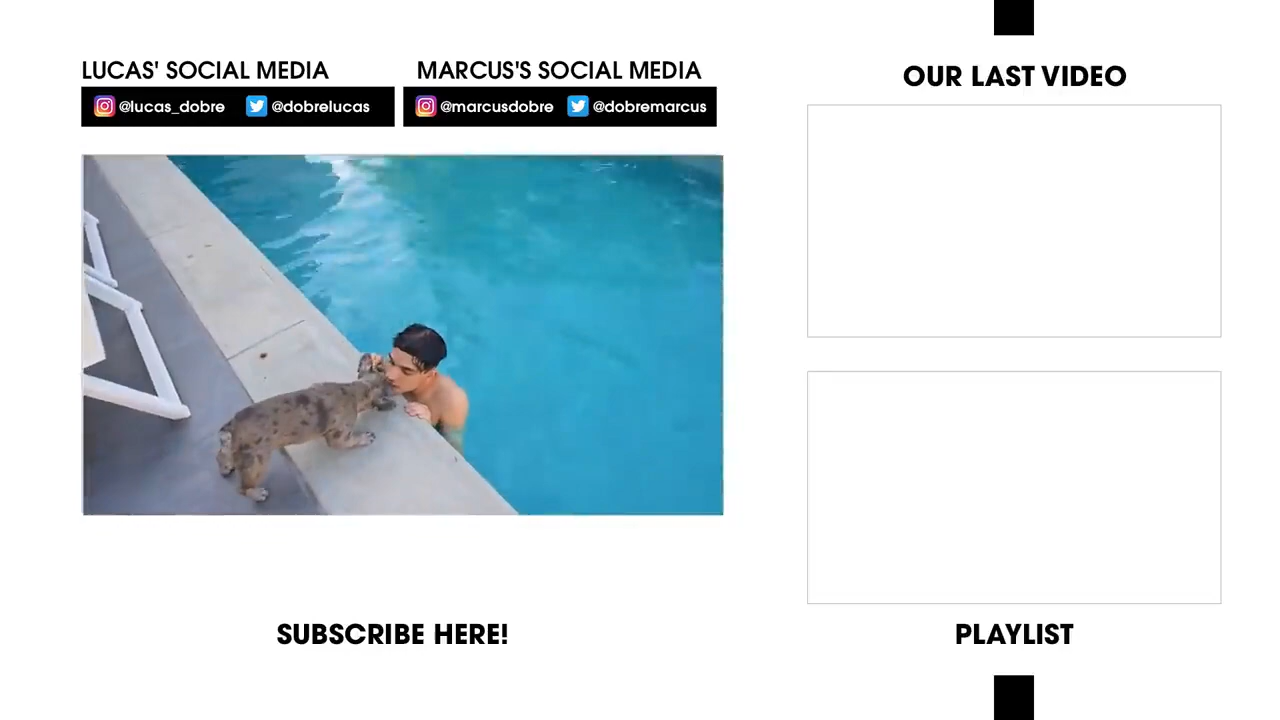 LUCAS' SOCIAL MEDIA
@lucas_dobre @dobrelucas
MARCUS'S SOCIAL MEDIA
@marcusdobre @dobremarcus
OUR LAST VIDEO
SUBSCRIBE HERE!
PLAYLIST